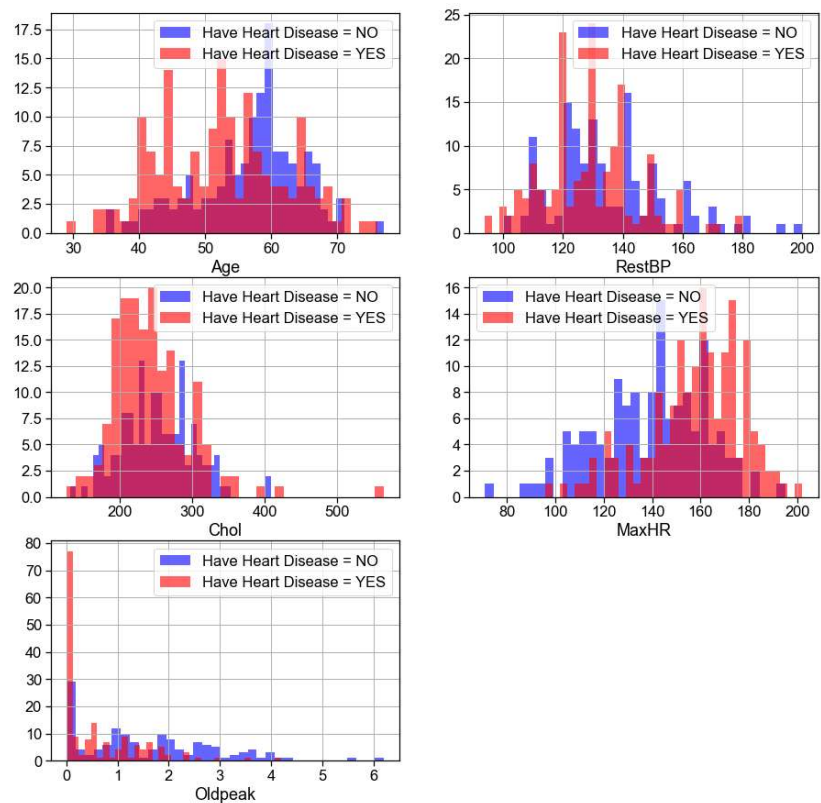 17.5
15.0
12.5
10.0
7.5
5.0
2.5
0.0
30 40 50 60 70
Age
Have Heart Disease = NO
Have Heart Disease = YES
25
20
15
10
5
0
100 120 140 160 180 200
RestBP
Have Heart Disease = NO
Have Heart Disease = YES
20.0
17.5
15.0
12.5
10.0
7.5
5.0
2.5
0.0
200 300 400 500
Chol
Have Heart Disease = NO
Have Heart Disease = YES
16
14
12
10
8
6
4
2
0
80 100 120 140 160 180 200
MaxHR
Have Heart Disease = NO
Have Heart Disease = YES
80
70
60
50
40
30
20
10
0
0 1 2 3 4 5 6
Oldpeak
Have Heart Disease = NO
Have Heart Disease = YES